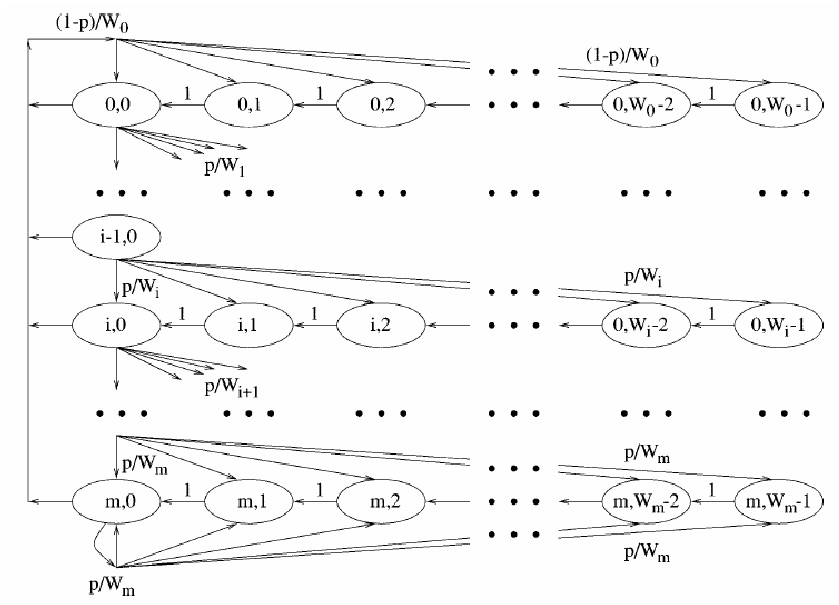 (1-p)/W0
(1-p)/W0
0,0 1 0,1 1 0,2 0,W0-2 1 0,W0-1
p/W1
i-1,0
p/Wi p/Wi
i,0 1 i,1 1 i,2 0,Wi-2 1 0,Wi-1
p/Wi+1
p/Wm p/Wm
m,0 1 m,1 1 m,2 m,Wm-2 1 m,Wm-1
p/Wm
p/Wm